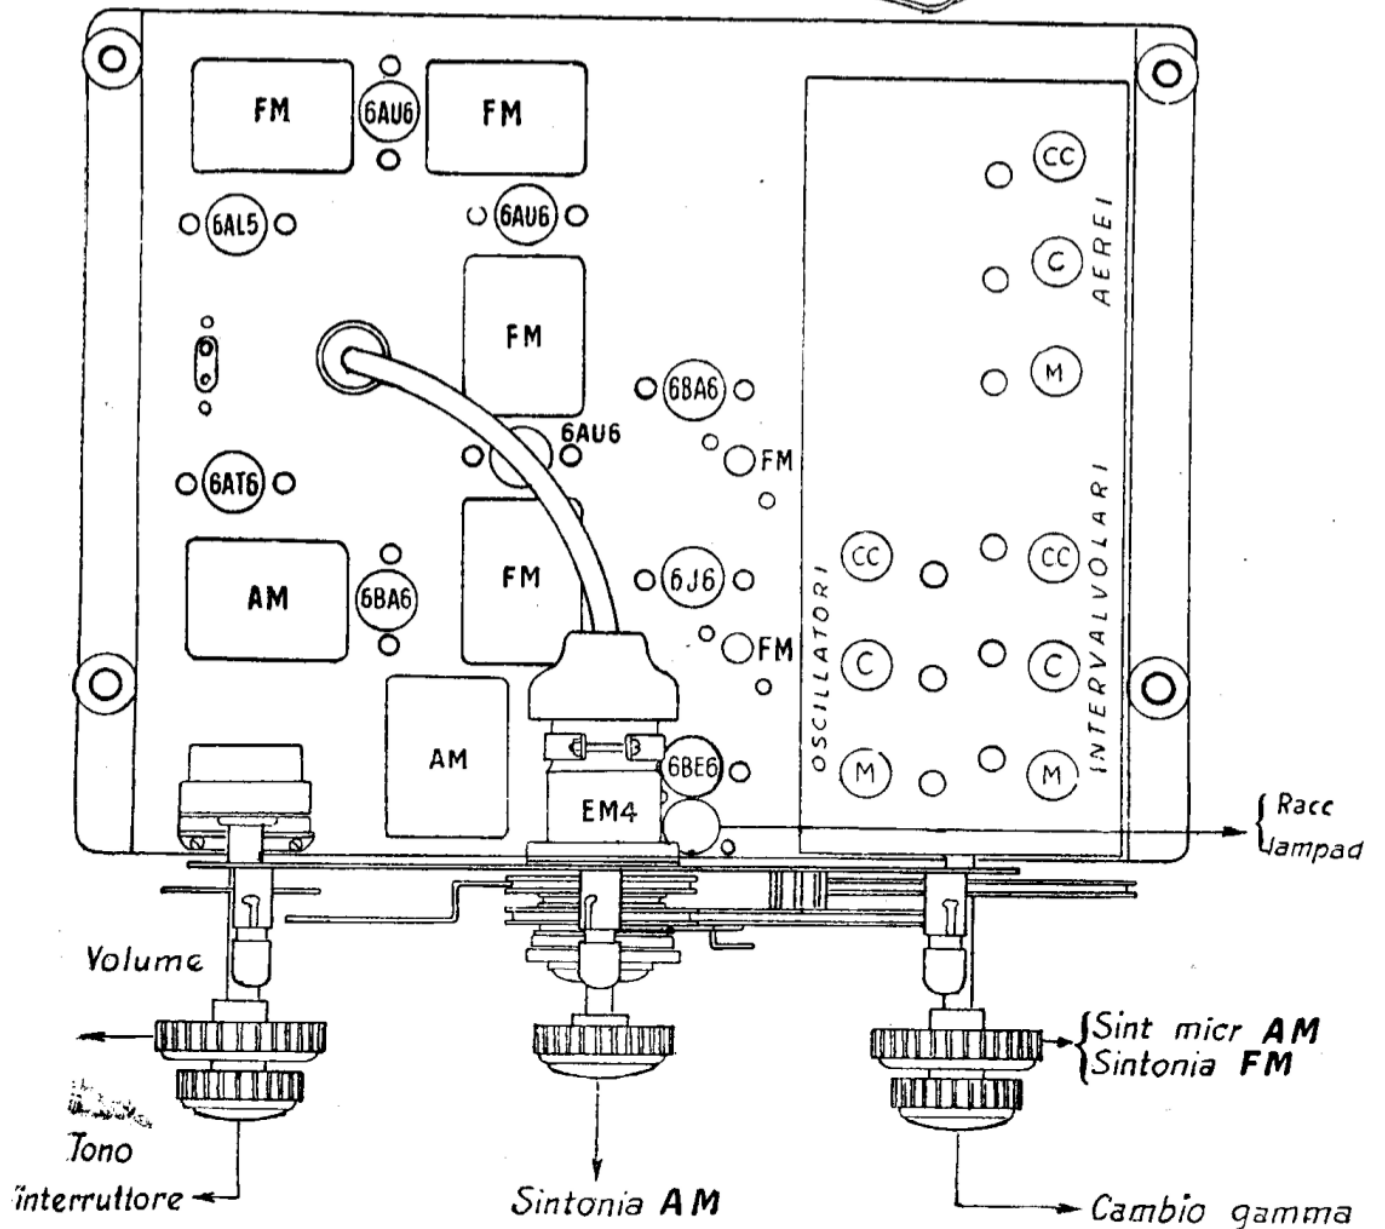 FM
6AU6
FM
6AL5
6AU6
FM
6AU6
6BA6
FM
6AT6
AM
6BA6
FM
6J6
FM
AM
EM4
6BE6
CC
C
M
AEREI
CC
C
M
OSCILLATORI
CC
C
M
INTERVALVOLARI
Racc
lampad
Volume
Tono
interruttore
Sintonia AM
Sint micr AM
Sintonia FM
Cambio gamma